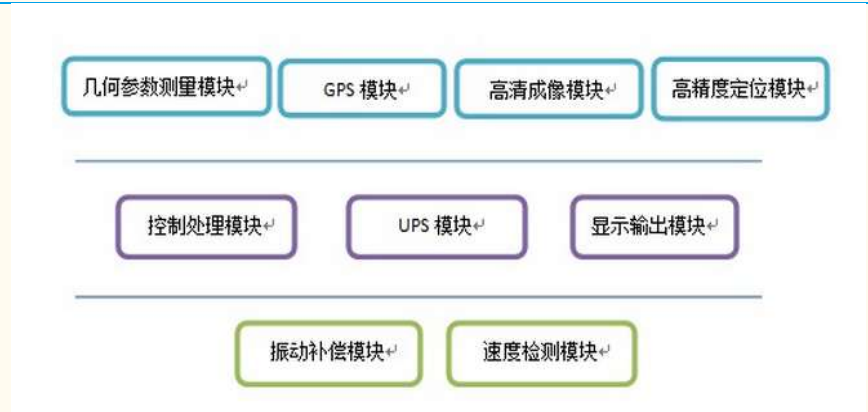 几何参数测量模块
GPS 模块
高清成像模块
高精度定位模块
控制处理模块
UPS 模块
显示输出模块
振动补偿模块
速度检测模块